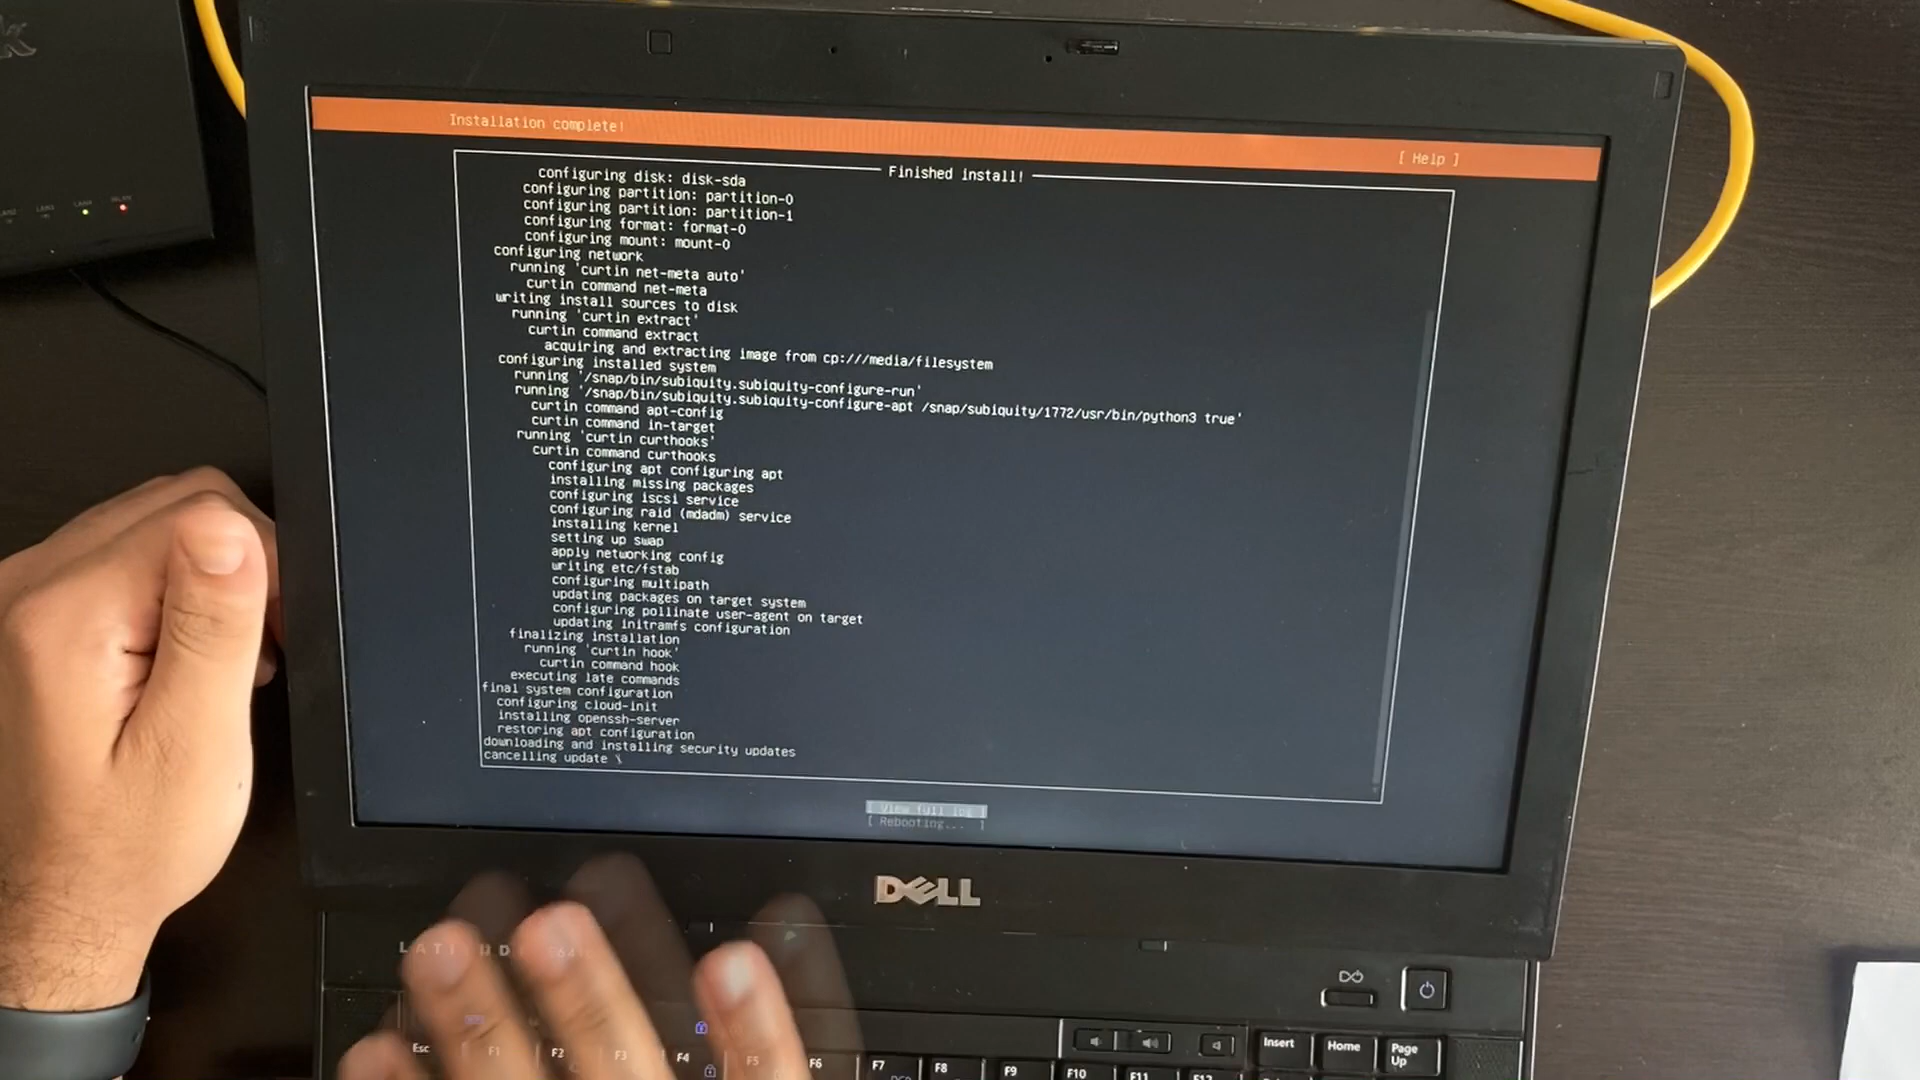 Installation complete!
[ Help ]
Finished install!
configuring disk: disk-sda
configuring partition: partition-0
configuring partition: partition-1
configuring format: format-0
configuring mount: mount-0
configuring network
running 'curtin net-meta auto'
curtin command net-meta
writing install sources to disk
running 'curtin extract'
curtin command extract
acquiring and extracting image from cp:///media/filesystem
configuring installed system
running '/snap/bin/subiquity.subiquity-configure-run'
running '/snap/bin/subiquity.subiquity-configure-apt /snap/subiquity/1772/usr/bin/python3 true'
curtin command apt-config
curtin command in-target
running 'curtin curthooks'
curtin command curthooks
configuring apt configuring apt
installing missing packages
configuring iscsi service
configuring raid (mdadm) service
installing kernel
setting up swap
apply networking config
writing etc/fstab
configuring multipath
updating packages on target system
configuring pollinate user-agent on target
updating initramfs configuration
finalizing installation
running 'curtin hook'
curtin command hook
executing late commands
final system configuration
configuring cloud-init
installing openssh-server
restoring apt configuration
downloading and installing security updates
cancelling update \
[ View full log ]
[ Rebooting... ]
DELL
Esc
F1
F2
F3
F4
F5
F6
F7
F8
F9
F10
F11
F12
Insert
Home
Page
Up